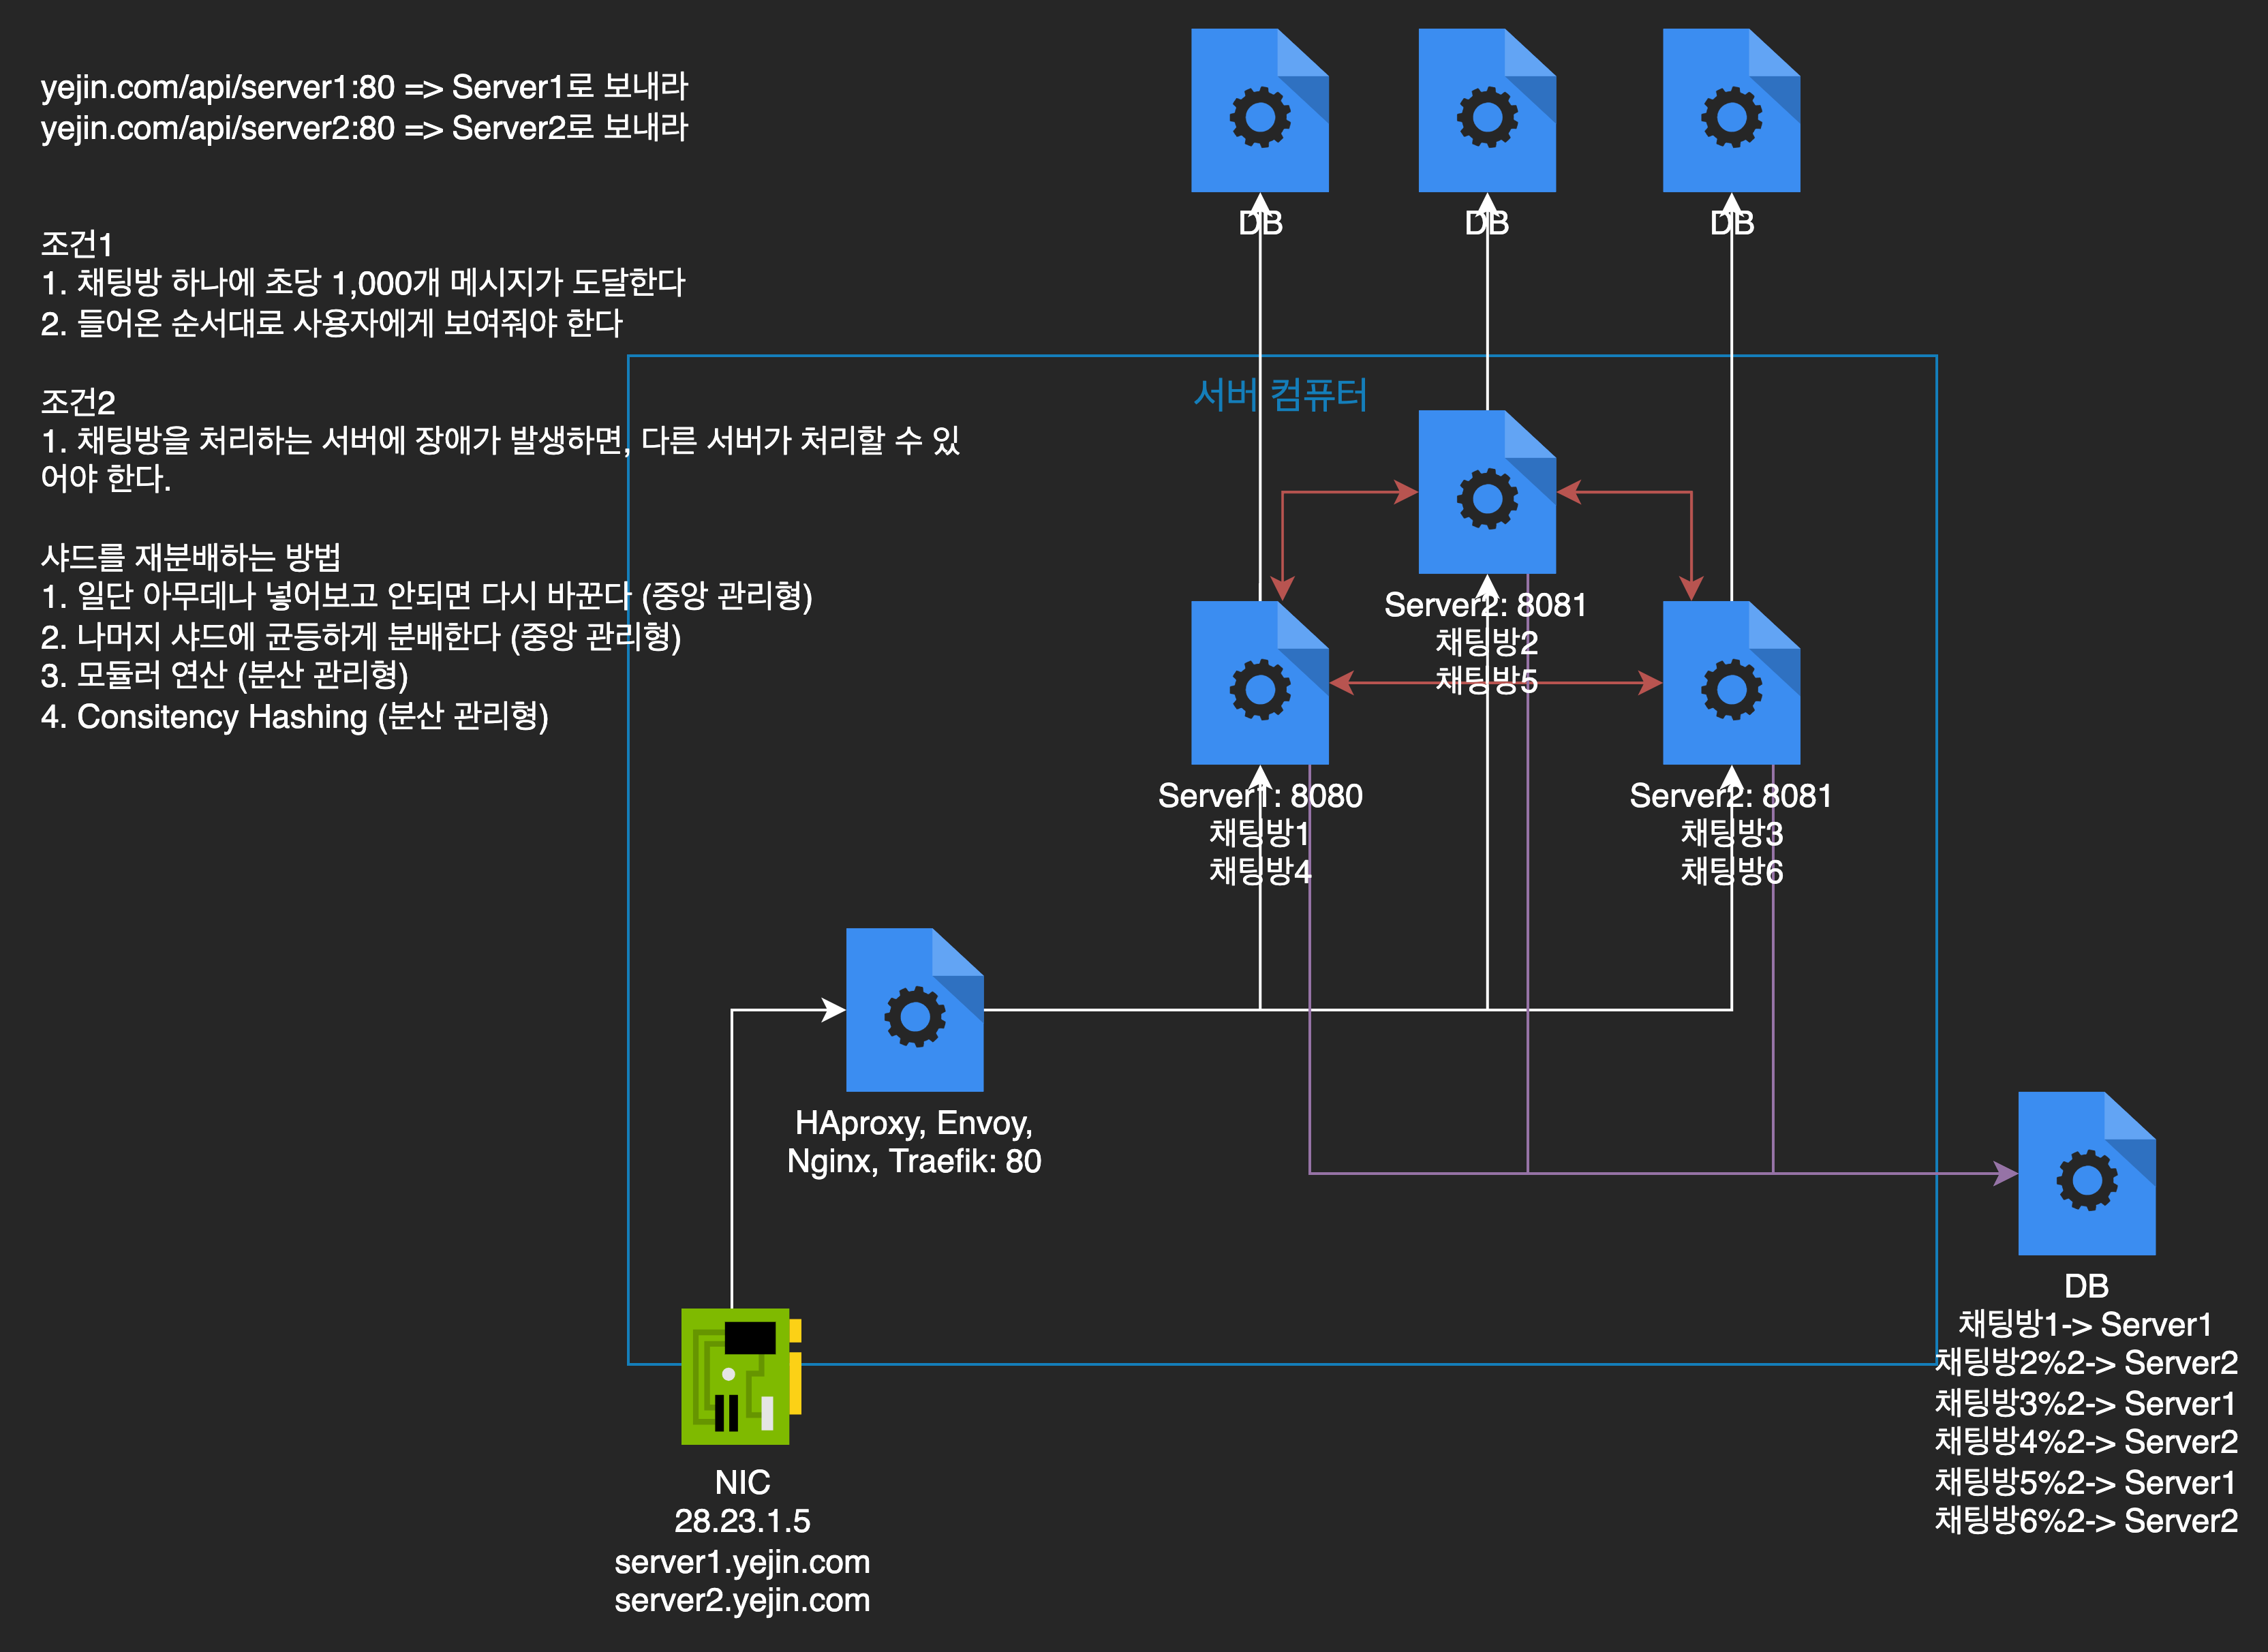 yejin.com/api/server1:80 => Server1로 보내라
yejin.com/api/server2:80 => Server2로 보내라
조건1
1. 채팅방 하나에 초당 1,000개 메시지가 도달한다
2. 들어온 순서대로 사용자에게 보여줘야 한다
조건2
1. 채팅방을 처리하는 서버에 장애가 발생하면, 다른 서버가 처리할 수 있
어야 한다.
샤드를 재분배하는 방법
1. 일단 아무데나 넣어보고 안되면 다시 바꾼다 (중앙 관리형)
2. 나머지 샤드에 균등하게 분배한다 (중앙 관리형)
3. 모듈러 연산 (분산 관리형)
4. Consitency Hashing (분산 관리형)
DB
DB
DB
서버 컴퓨터
Server2: 8081
채팅방2
채팅방5
Server1: 8080
채팅방1
채팅방4
Server2: 8081
채팅방3
채팅방6
HAproxy, Envoy,
Nginx, Traefik: 80
DB
채팅방1-> Server1
채팅방2%2-> Server2
채팅방3%2-> Server1
채팅방4%2-> Server2
채팅방5%2-> Server1
채팅방6%2-> Server2
NIC
28.23.1.5
server1.yejin.com
server2.yejin.com